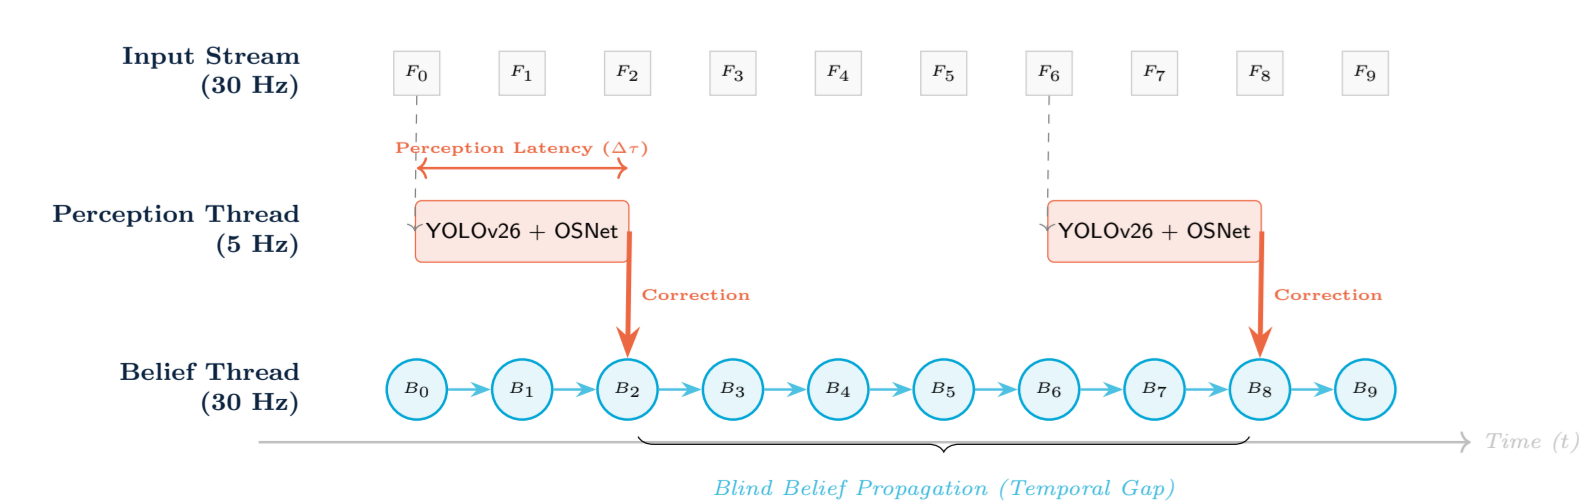 Input Stream
(30 Hz)
F0 F1 F2 F3 F4 F5 F6 F7 F8 F9
Perception Latency (Δτ)
Perception Thread
(5 Hz)
YOLOv26 + OSNet YOLOv26 + OSNet
Correction Correction
Belief Thread
(30 Hz)
B0 B1 B2 B3 B4 B5 B6 B7 B8 B9
Time (t)
Blind Belief Propagation (Temporal Gap)